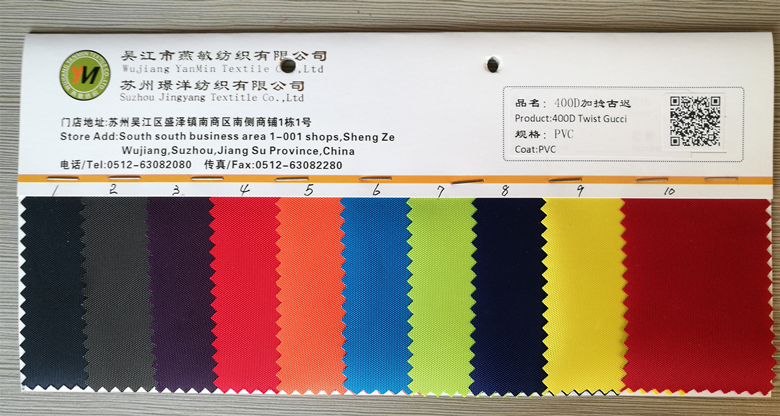 吴江市燕敏纺织有限公司
Wujiang YanMin Textile Co.,Ltd
苏州璟洋纺织有限公司
Suzhou Jingyang Textitle Co.,Ltd
YM
门店地址:苏州吴江区盛泽镇南商区南侧商铺1栋1号
Store Add:South south business area 1-001 shops,Sheng Ze
Wujiang,Suzhou,Jiang Su Province,China
电话/Tel:0512-63082080 传真/Fax:0512-63082280
品名: 400D加捻古迟
Product:400D Twist Gucci
规格: PVC
Coat:PVC
1 2 3 4 5 6 7 8 9 10